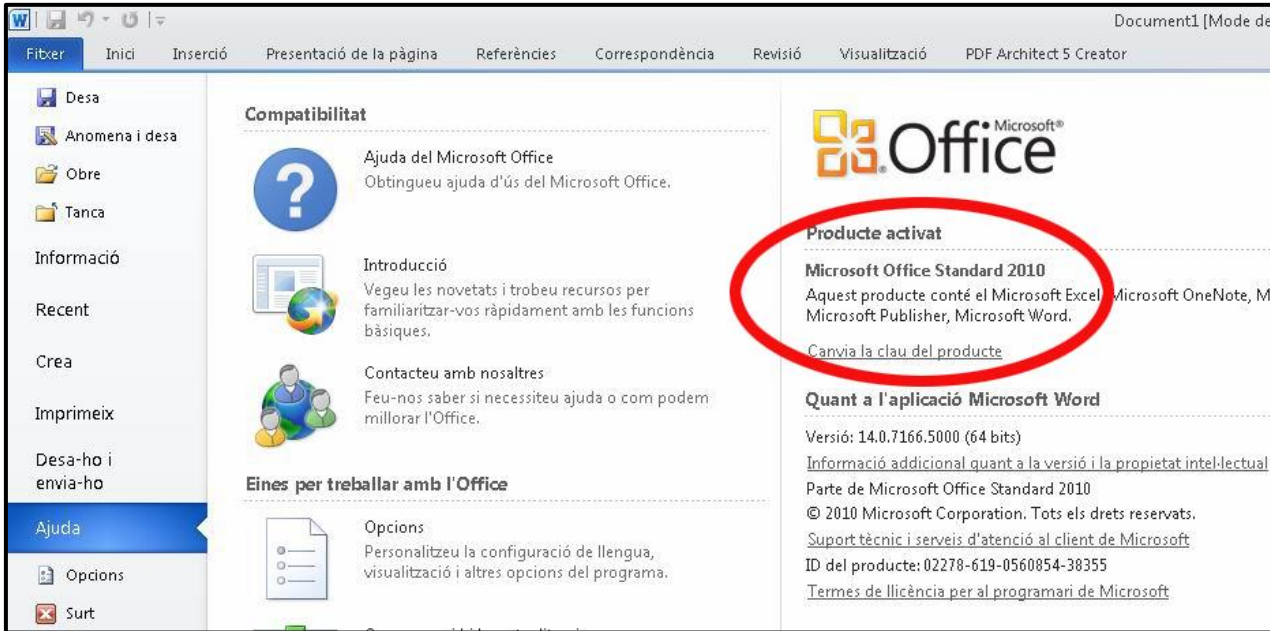 Document1 [Mode de
Fitxer Inici Inserció Presentació de la pàgina Referències Correspondència Revisió Visualització PDF Architect 5 Creator
Desa
Anomena i desa
Obre
Tanca
Informació
Recent
Crea
Imprimeix
Desa-ho i
envia-ho
Ajuda
Opcions
Surt
Compatibilitat
Ajuda del Microsoft Office
Obtingueu ajuda d'ús del Microsoft Office.
Introducció
Vegeu les novetats i trobeu recursos per
familiaritzar-vos ràpidament amb les funcions
bàsiques.
Contacteu amb nosaltres
Feu-nos saber si necessiteu ajuda o com podem
millorar l'Office.
Eines per treballar amb l'Office
Opcions
Personalitzeu la configuració de llengua,
visualització i altres opcions del programa.
Microsoft®
Office
Producte activat
Microsoft Office Standard 2010
Aquest producte conté el Microsoft Excel, Microsoft OneNote, M
Microsoft Publisher, Microsoft Word.
Canvia la clau del producte
Quant a l'aplicació Microsoft Word
Versió: 14.0.7166.5000 (64 bits)
Informació addicional quant a la versió i la propietat intel·lectual
Parte de Microsoft Office Standard 2010
© 2010 Microsoft Corporation. Tots els drets reservats.
Suport tècnic i serveis d'atenció al client de Microsoft
ID del producte: 02278-619-0560854-38355
Termes de llicència per al programari de Microsoft